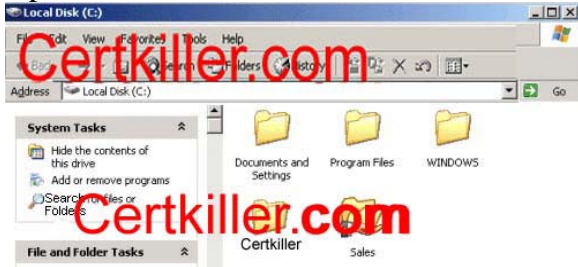 Local Disk (C:)
File Edit View Favorites Tools Help
Certkiller.com
Back Search Folders History
Address Local Disk (C:) Go
System Tasks
Hide the contents of
this drive
Add or remove programs
Search for files or
Folders
Documents and
Settings
Program Files
WINDOWS
Certkiller.com
Certkiller
Sales
File and Folder Tasks